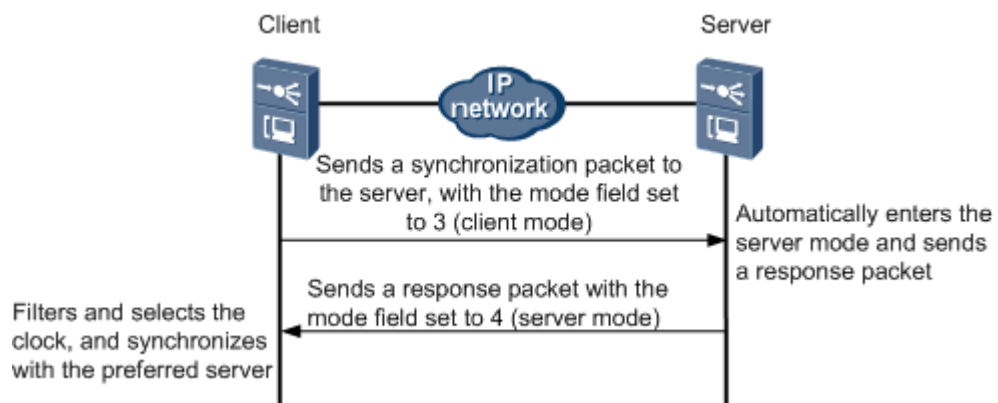 Client
Server
IP
network
Sends a synchronization packet to
the server, with the mode field set
to 3 (client mode)
Automatically enters the
server mode and sends
a response packet
Sends a response packet with the
mode field set to 4 (server mode)
Filters and selects the
clock, and synchronizes
with the preferred server